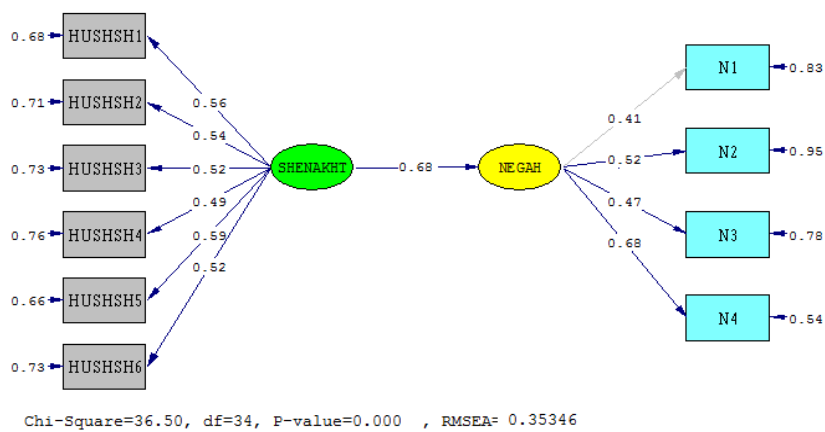 0.68 HUSHSH1
0.71 HUSHSH2
0.73 HUSHSH3
0.76 HUSHSH4
0.66 HUSHSH5
0.73 HUSHSH6
0.56
0.54
0.52
0.49
0.59
0.52
SHENAKHT 0.68 NEGAH
0.41
0.52
0.47
0.68
N1 0.83
N2 0.95
N3 0.78
N4 0.54
Chi-Square=36.50, df=34, P-value=0.000 , RMSEA= 0.35346